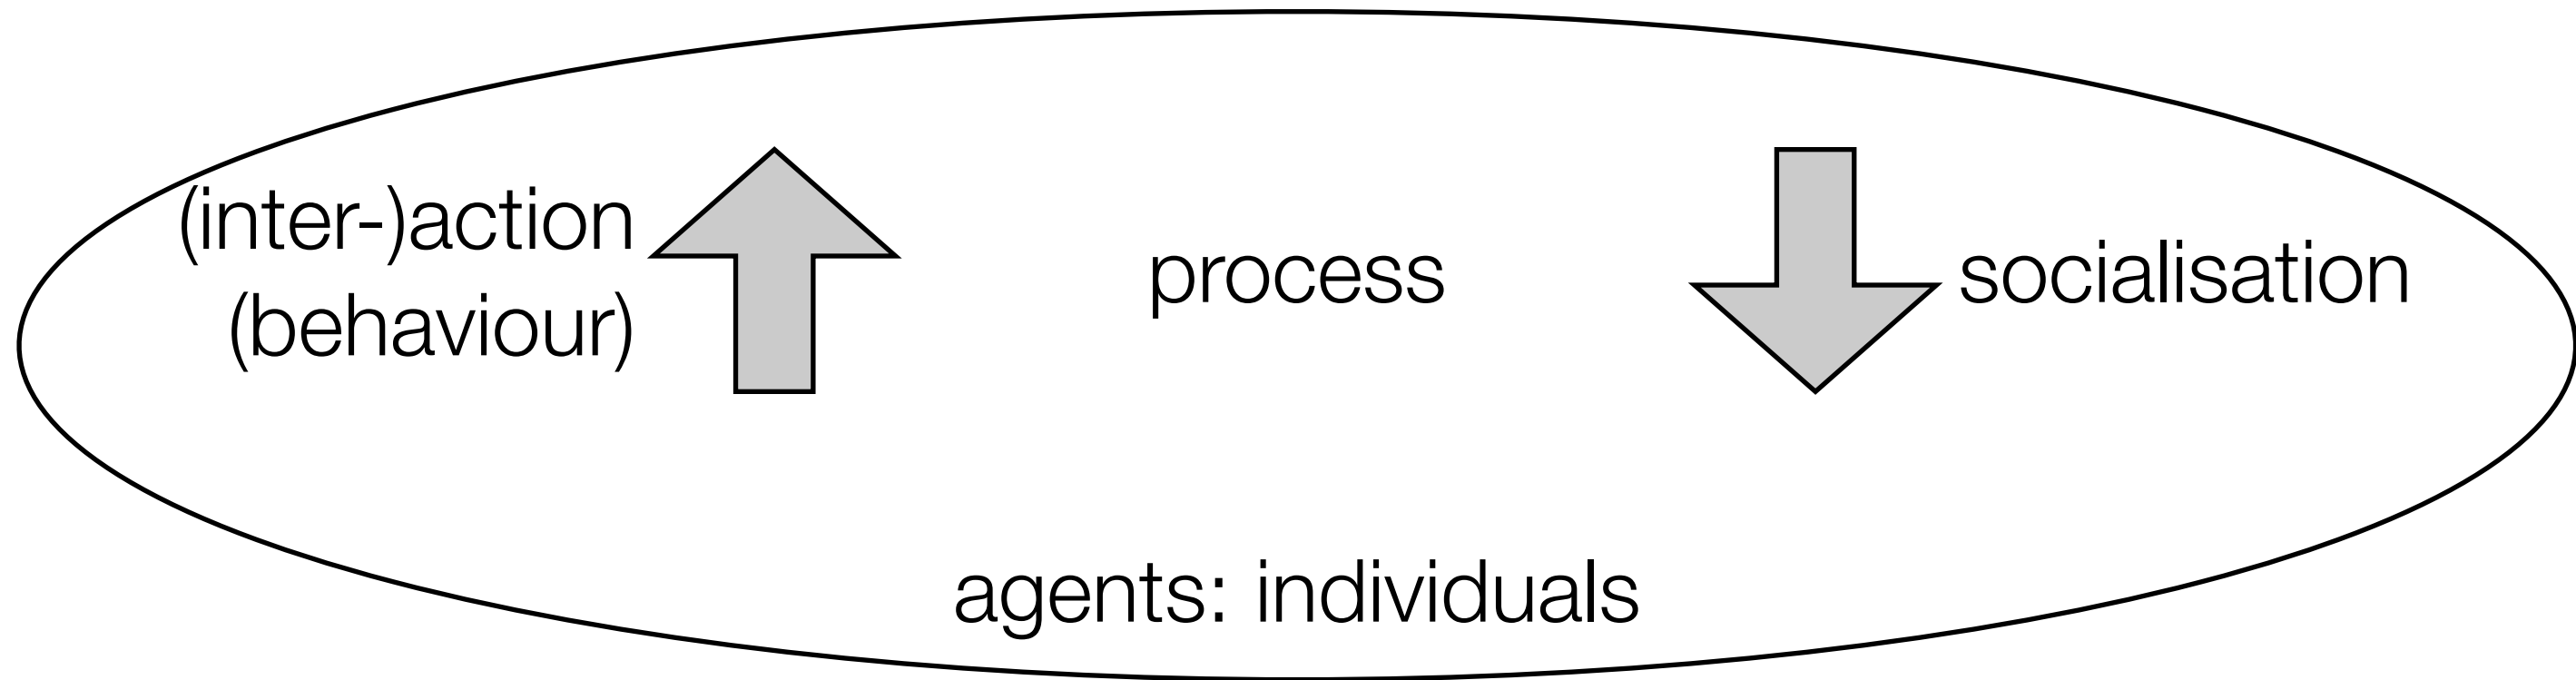 (inter-)action
(behaviour)
process
socialisation
agents: individuals